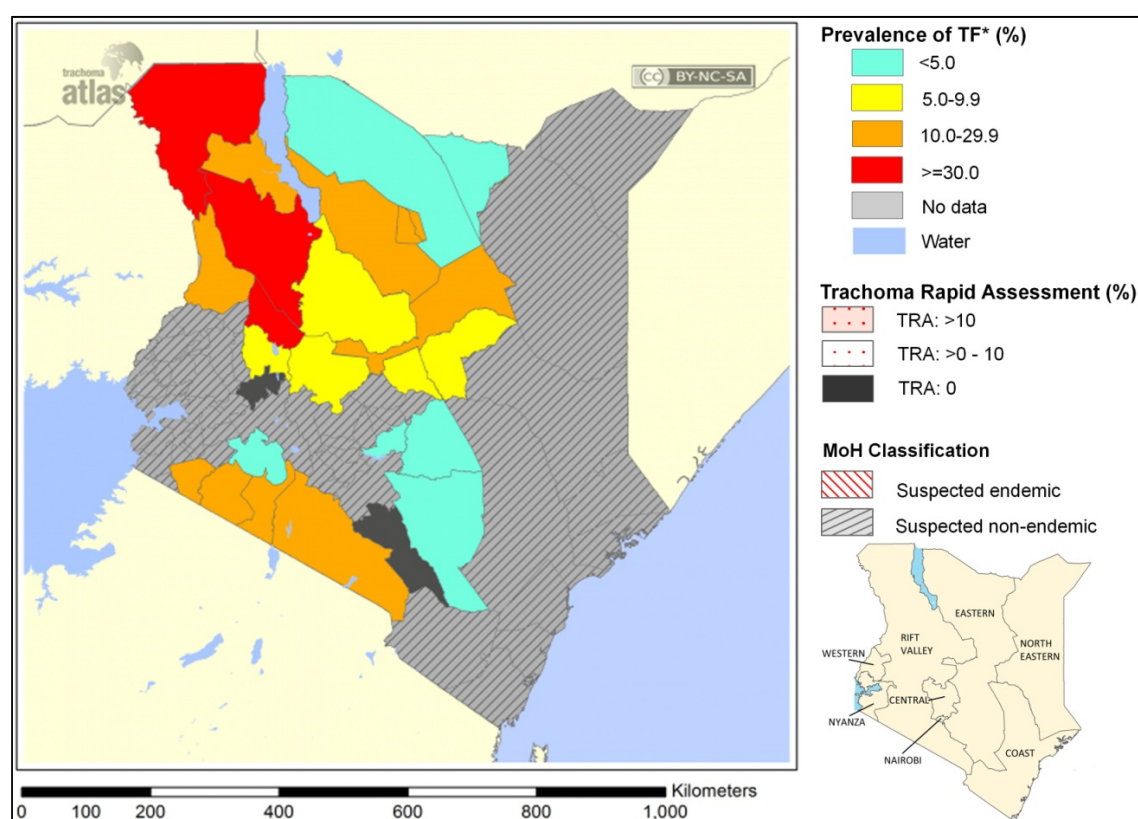 trachoma
atlas
cc BY-NC-SA
0 100 200 400 600 800 1,000
Kilometers
Prevalence of TF* (%)
<5.0
5.0-9.9
10.0-29.9
>=30.0
No data
Water
Trachoma Rapid Assessment (%)
TRA: >10
TRA: >0 - 10
TRA: 0
MoH Classification
Suspected endemic
Suspected non-endemic
EASTERN
RIFT
VALLEY
NORTH
EASTERN
WESTERN
CENTRAL
NYANZA
NAIROBI
COAST